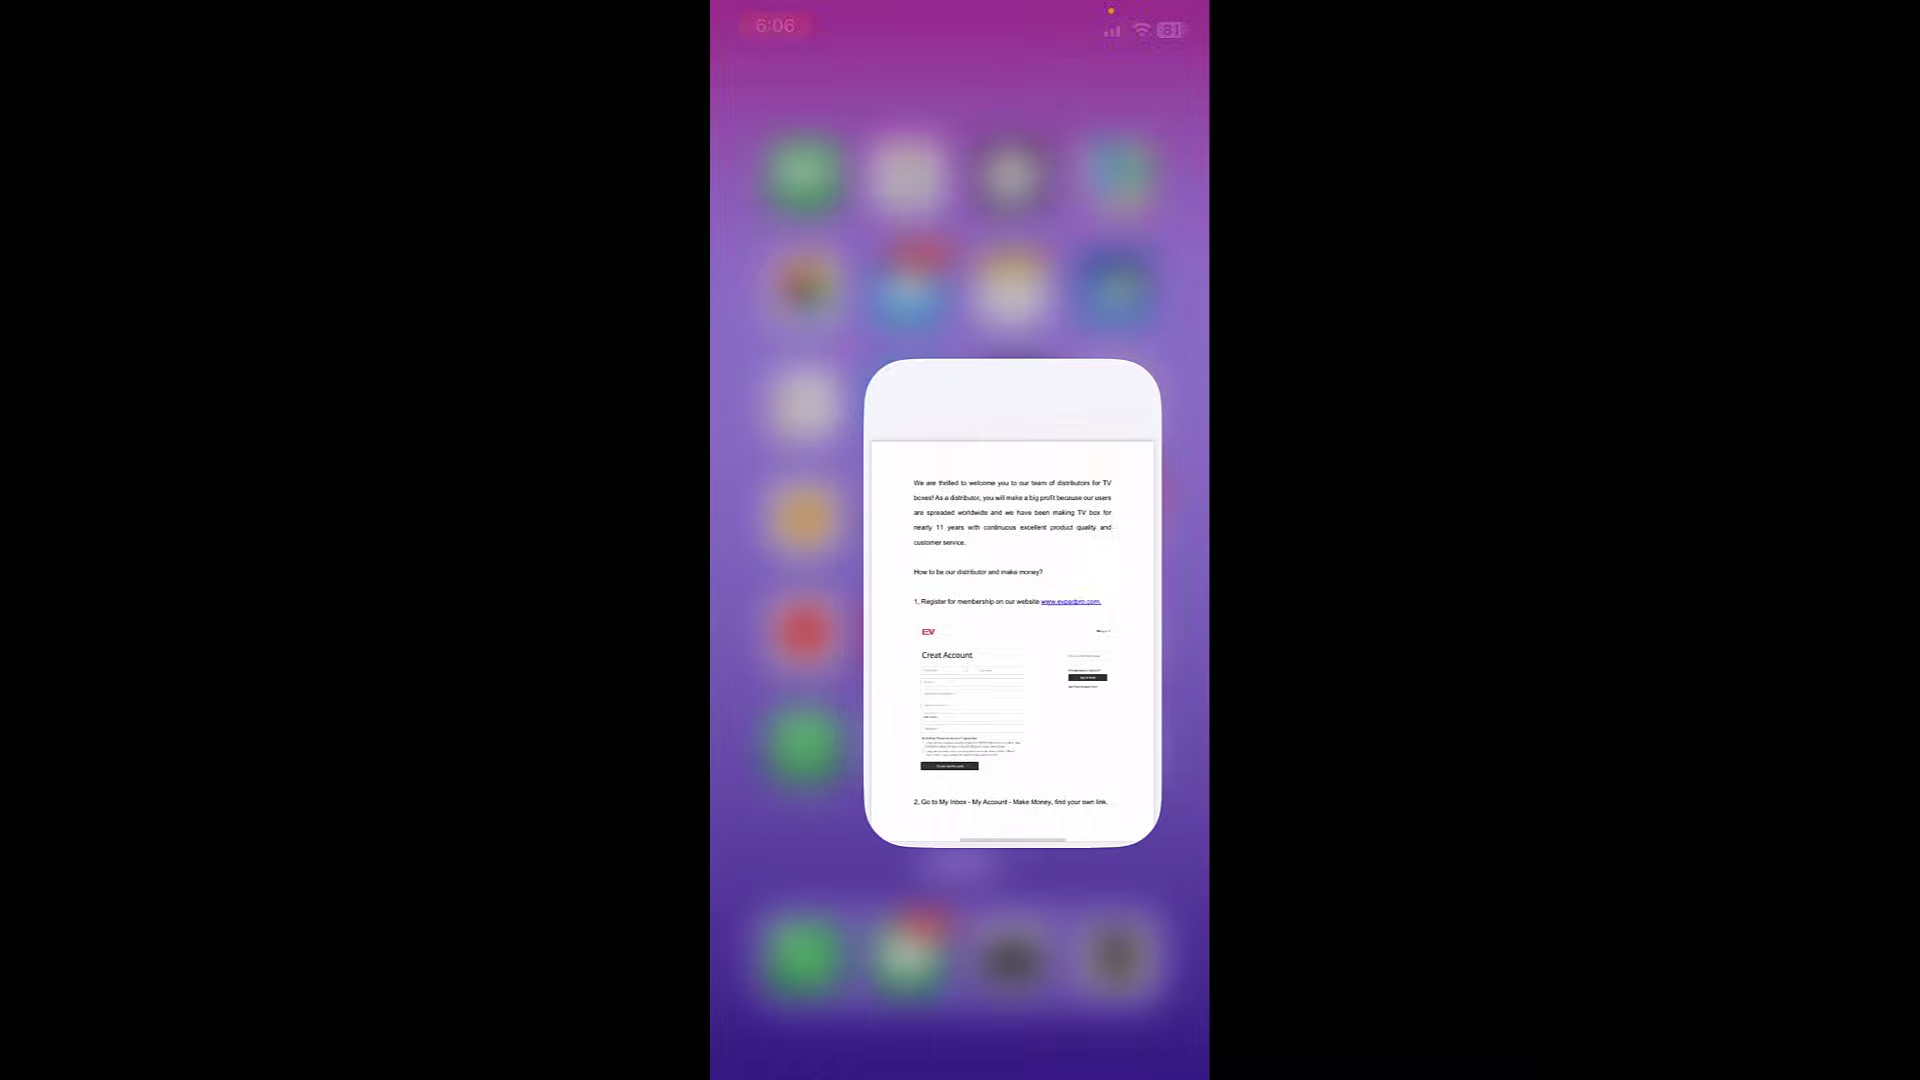 6:06
81
We are thrilled to welcome you to our team of distributors for TV
boxes! As a distributor, you will make a big profit because our users
are spreaded worldwide and we have been making TV box for
nearly 11 years with continuous excellent product quality and
customer service.
How to be our distributor and make money?
1, Register for membership on our website www.evpadpro.com.
EV
Creat Account
2, Go to My Inbox - My Account - Make Money, find your own link.